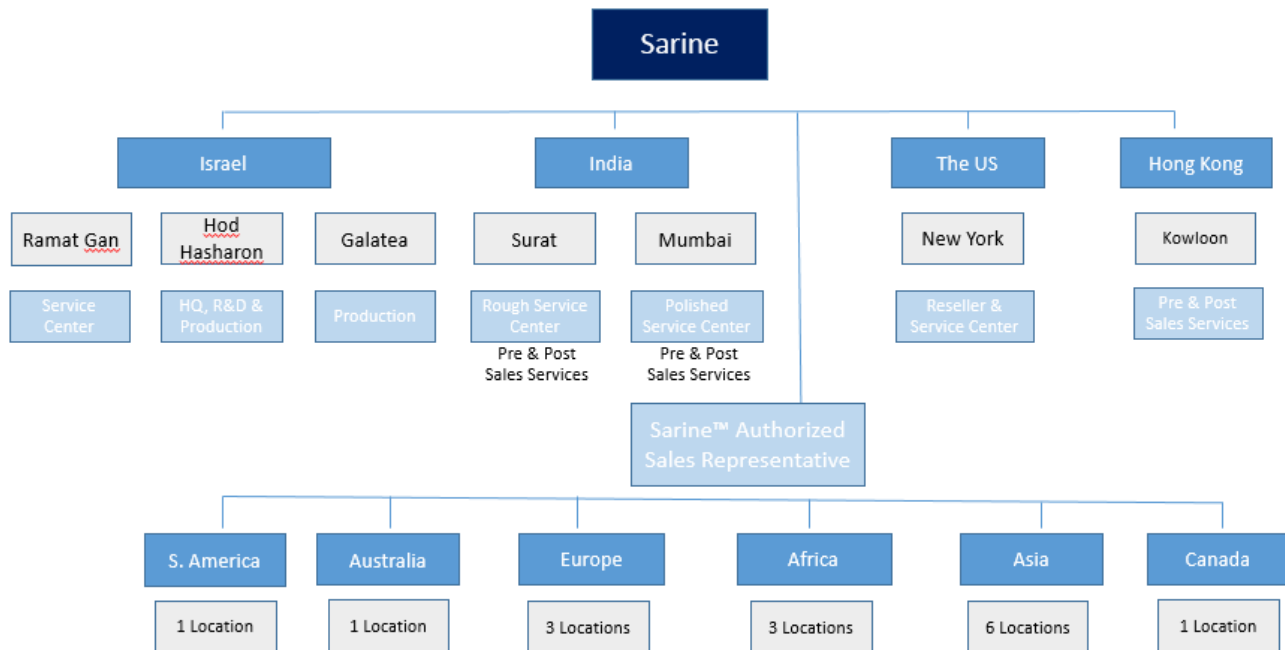 Sarine
Israel
India
The US
Hong Kong
Ramat Gan
Hod
Hasharon
Galatea
Surat
Mumbai
New York
Kowloon
Service
Center
HQ, R&D &
Production
Production
Rough Service
Center
Polished
Service Center
Reseller &
Service Center
Pre & Post
Sales Services
Pre & Post
Sales Services
Pre & Post
Sales Services
Sarine™ Authorized
Sales Representative
S. America
Australia
Europe
Africa
Asia
Canada
1 Location
1 Location
3 Locations
3 Locations
6 Locations
1 Location